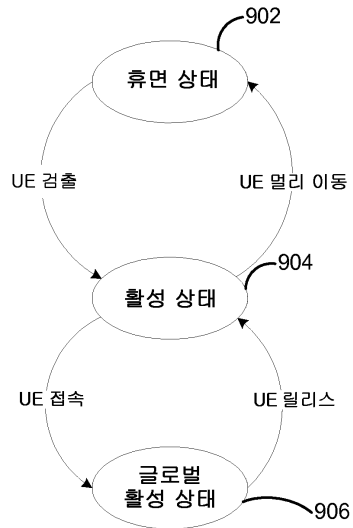 902
휴면 상태
UE 검출
UE 멀리 이동
904
활성 상태
UE 접속
UE 릴리스
글로벌
활성 상태
906